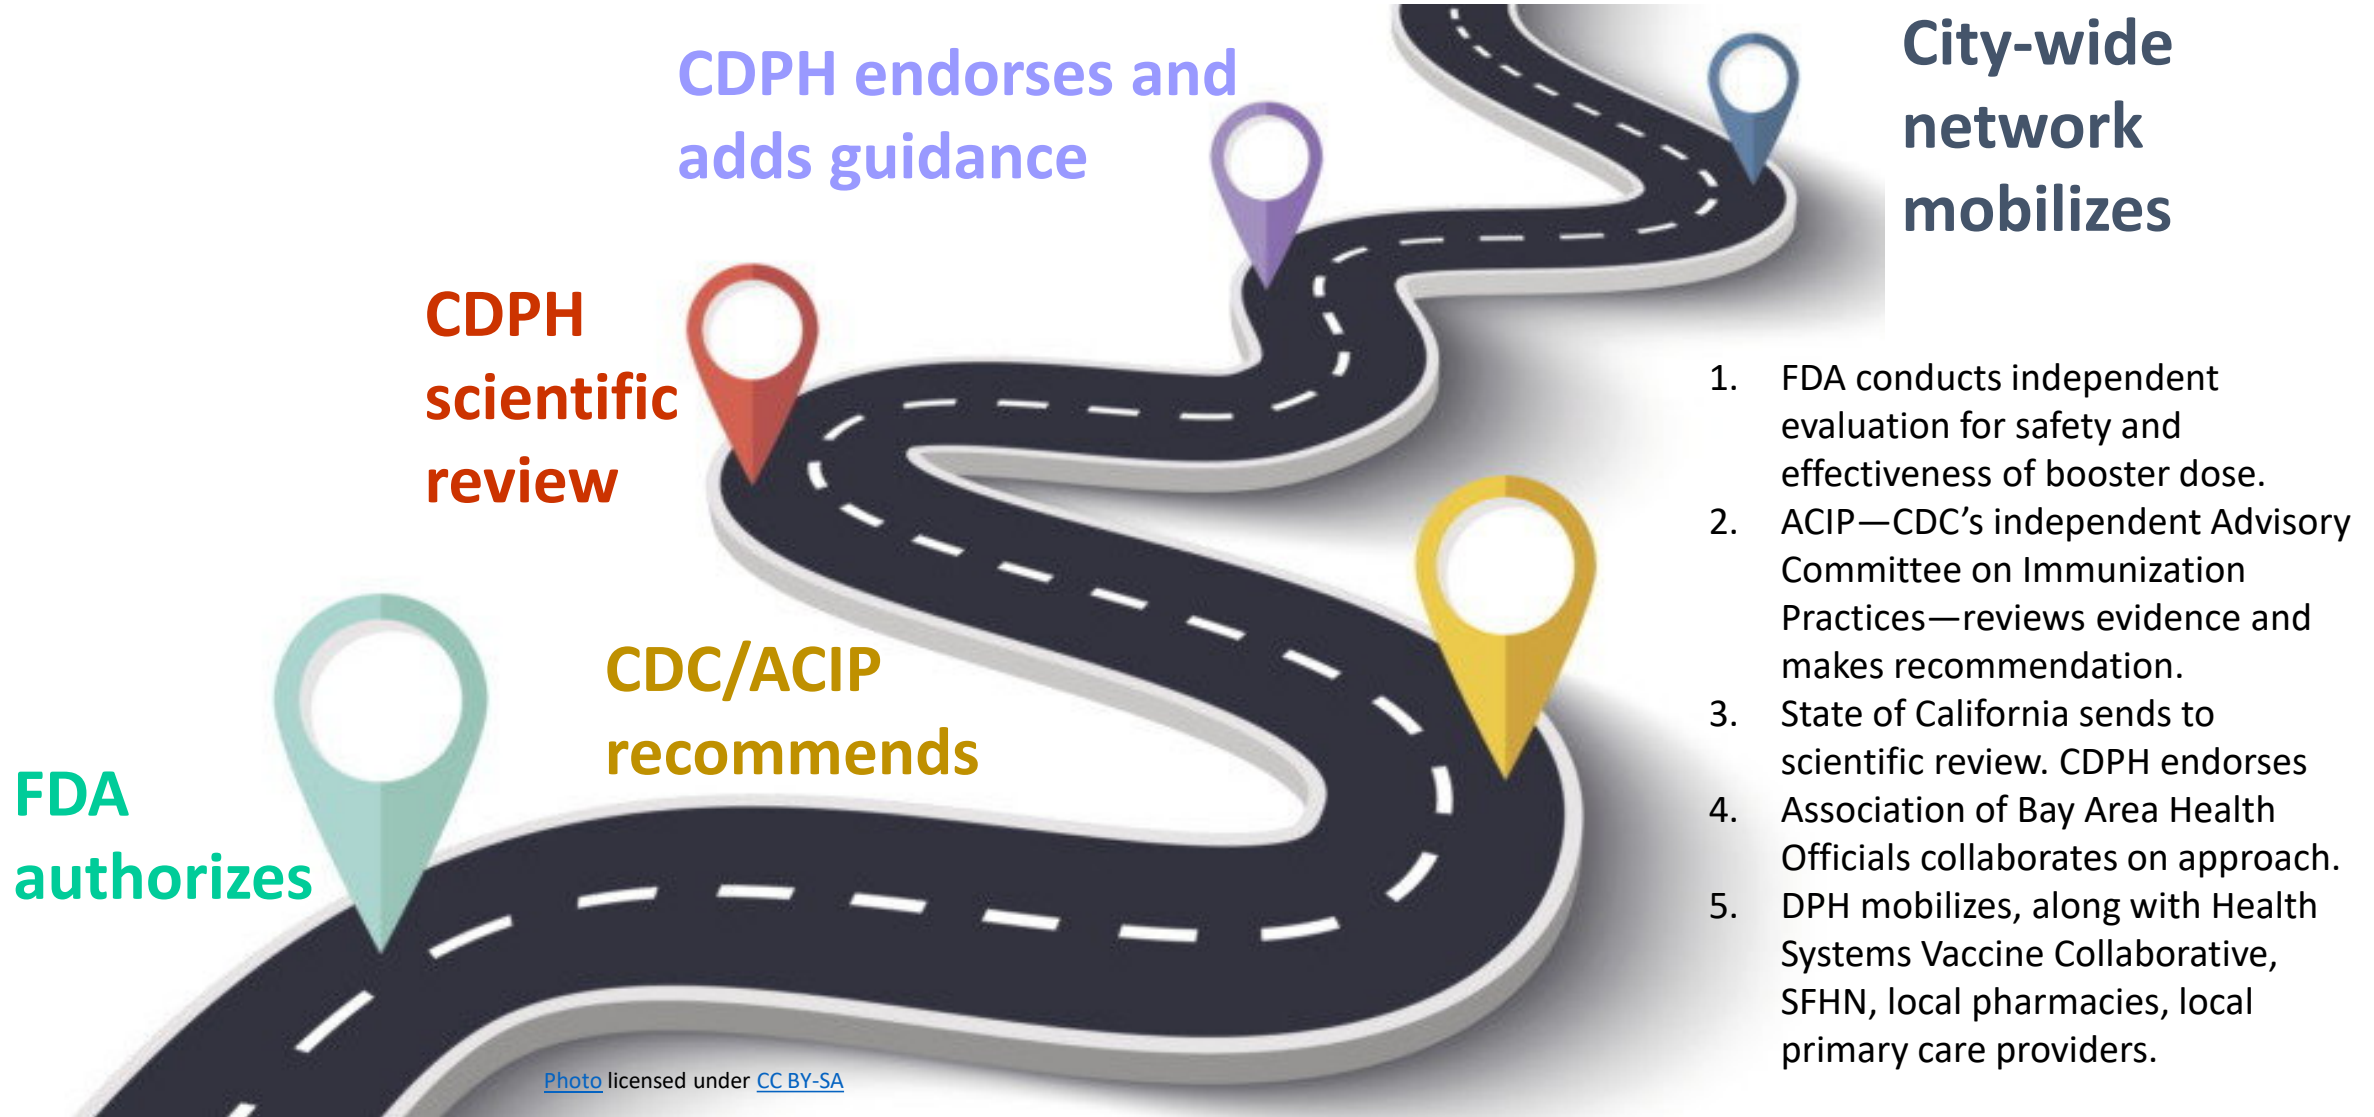 CDPH endorses and
adds guidance
City-wide
network
mobilizes
CDPH
scientific
review
CDC/ACIP
recommends
FDA
authorizes
1. FDA conducts independent
evaluation for safety and
effectiveness of booster dose.
2. ACIP—CDC’s independent Advisory
Committee on Immunization
Practices—reviews evidence and
makes recommendation.
3. State of California sends to
scientific review. CDPH endorses
4. Association of Bay Area Health
Officials collaborates on approach.
5. DPH mobilizes, along with Health
Systems Vaccine Collaborative,
SFHN, local pharmacies, local
primary care providers.
Photo licensed under CC BY-SA